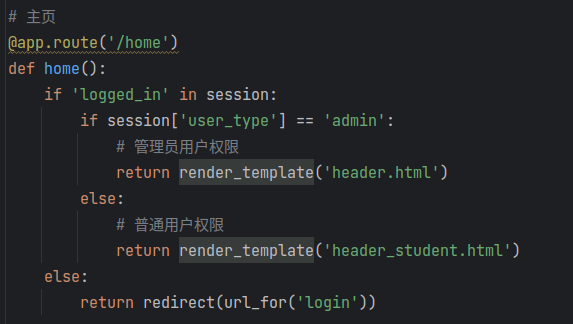 # 主页
@app.route('/home')
def home():
    if 'logged_in' in session:
        if session['user_type'] == 'admin':
            # 管理员用户权限
            return render_template('header.html')
        else:
            # 普通用户权限
            return render_template('header_student.html')
    else:
        return redirect(url_for('login'))